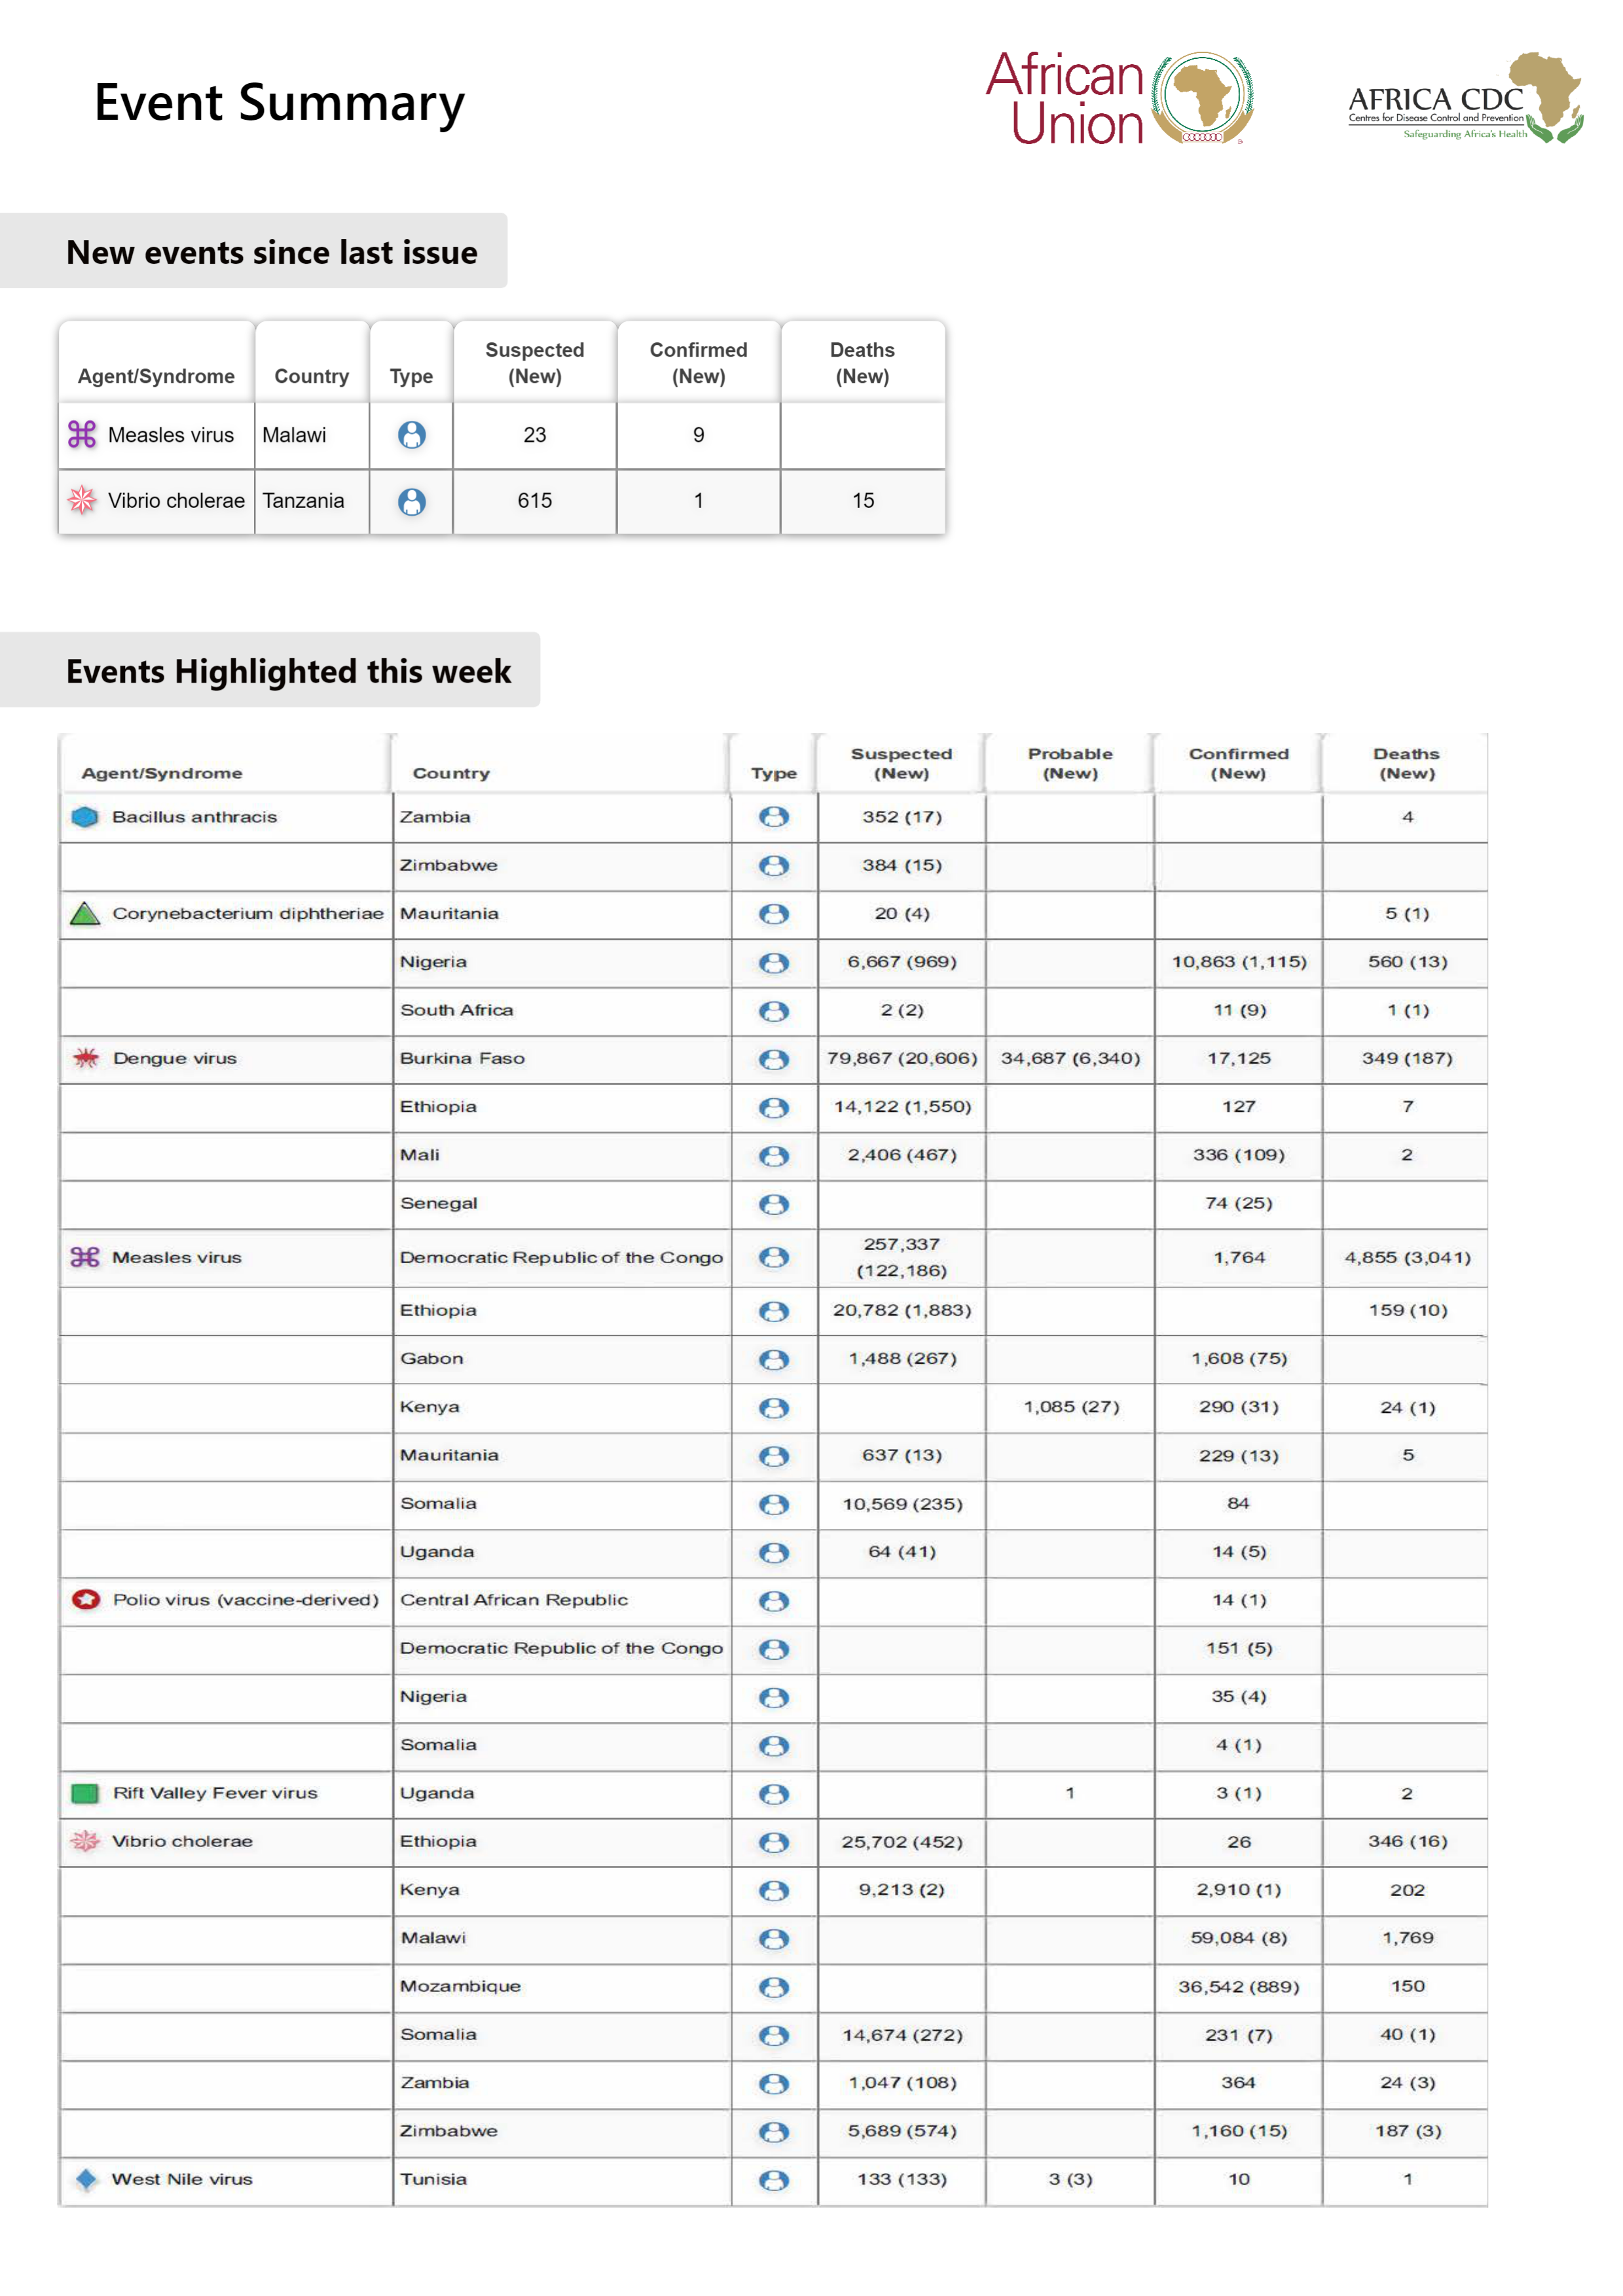 Event Summary
African
Union
AFRICA CDC
Centres for Disease Control and Prevention
Safeguarding Africa's Health
New events since last issue
Agent/Syndrome Country Type Suspected (New) Confirmed (New) Deaths (New)
Measles virus Malawi 23 9
Vibrio cholerae Tanzania 615 1 15
Events Highlighted this week
Agent/Syndrome Country Type Suspected (New) Probable (New) Confirmed (New) Deaths (New)
Bacillus anthracis Zambia 352 (17) 4
Zimbabwe 384 (15)
Corynebacterium diphtheriae Mauritania 20 (4) 5 (1)
Nigeria 6,667 (969) 10,863 (1,115) 560 (13)
South Africa 2 (2) 11 (9) 1 (1)
Dengue virus Burkina Faso 79,867 (20,606) 34,687 (6,340) 17,125 349 (187)
Ethiopia 14,122 (1,550) 127 7
Mali 2,406 (467) 336 (109) 2
Senegal 74 (25)
Measles virus Democratic Republic of the Congo 257,337 (122,186) 1,764 4,855 (3,041)
Ethiopia 20,782 (1,883) 159 (10)
Gabon 1,488 (267) 1,608 (75)
Kenya 1,085 (27) 290 (31) 24 (1)
Mauritania 637 (13) 229 (13) 5
Somalia 10,569 (235) 84
Uganda 64 (41) 14 (5)
Polio virus (vaccine-derived) Central African Republic 14 (1)
Democratic Republic of the Congo 151 (5)
Nigeria 35 (4)
Somalia 4 (1)
Rift Valley Fever virus Uganda 1 3 (1) 2
Vibrio cholerae Ethiopia 25,702 (452) 26 346 (16)
Kenya 9,213 (2) 2,910 (1) 202
Malawi 59,084 (8) 1,769
Mozambique 36,542 (889) 150
Somalia 14,674 (272) 231 (7) 40 (1)
Zambia 1,047 (108) 364 24 (3)
Zimbabwe 5,689 (574) 1,160 (15) 187 (3)
West Nile virus Tunisia 133 (133) 3 (3) 10 1